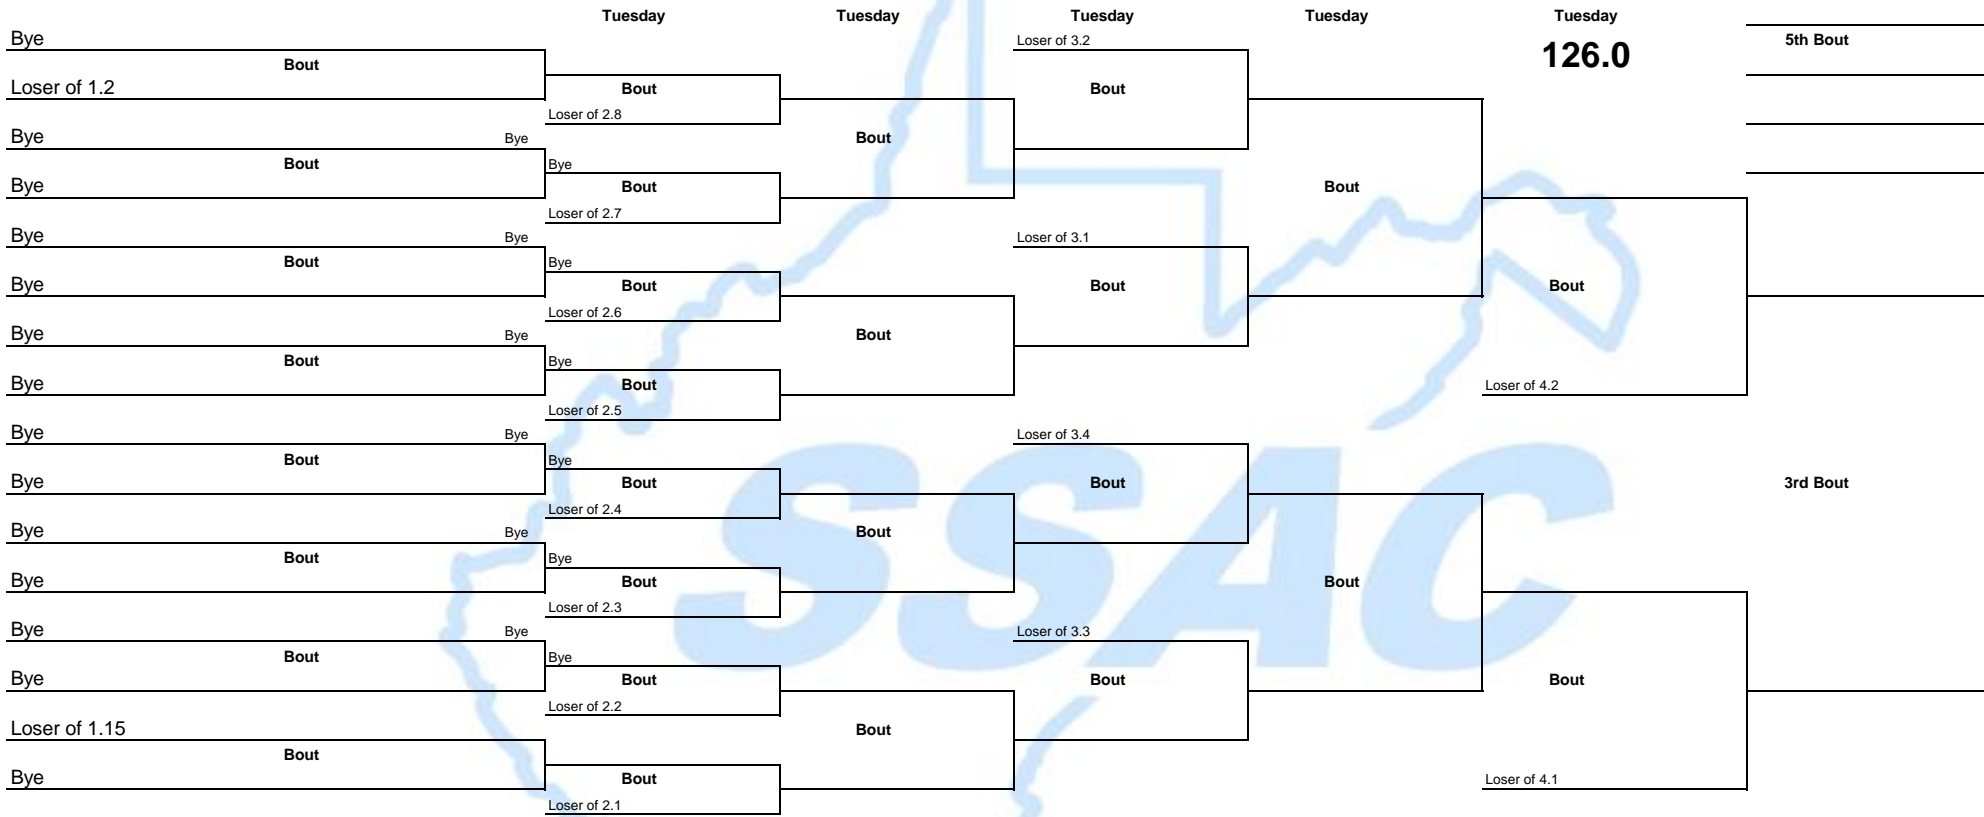 Tuesday Tuesday Tuesday Tuesday Tuesday
Bye Loser of 3.2 126.0 5th Bout
Bout
Loser of 1.2 Bout Bout
Loser of 2.8
Bye Bye Bout
Bout Bye
Bye Bout Bout
Loser of 2.7
Bye Bye Loser of 3.1
Bout Bye
Bye Bout Bout Bout
Loser of 2.6
Bye Bye Bout
Bout Bye
Bye Bout Loser of 4.2
Loser of 2.5
Bye Bye Loser of 3.4
Bout Bye
Bye Bout Bout 3rd Bout
Loser of 2.4
Bye Bye Bout
Bout Bye
Bye Bout Bout
Loser of 2.3
Bye Bye Loser of 3.3
Bout Bye
Bye Bout Bout Bout
Loser of 2.2
Loser of 1.15 Bout
Bout
Bye Bout Loser of 4.1
Loser of 2.1
SSAC